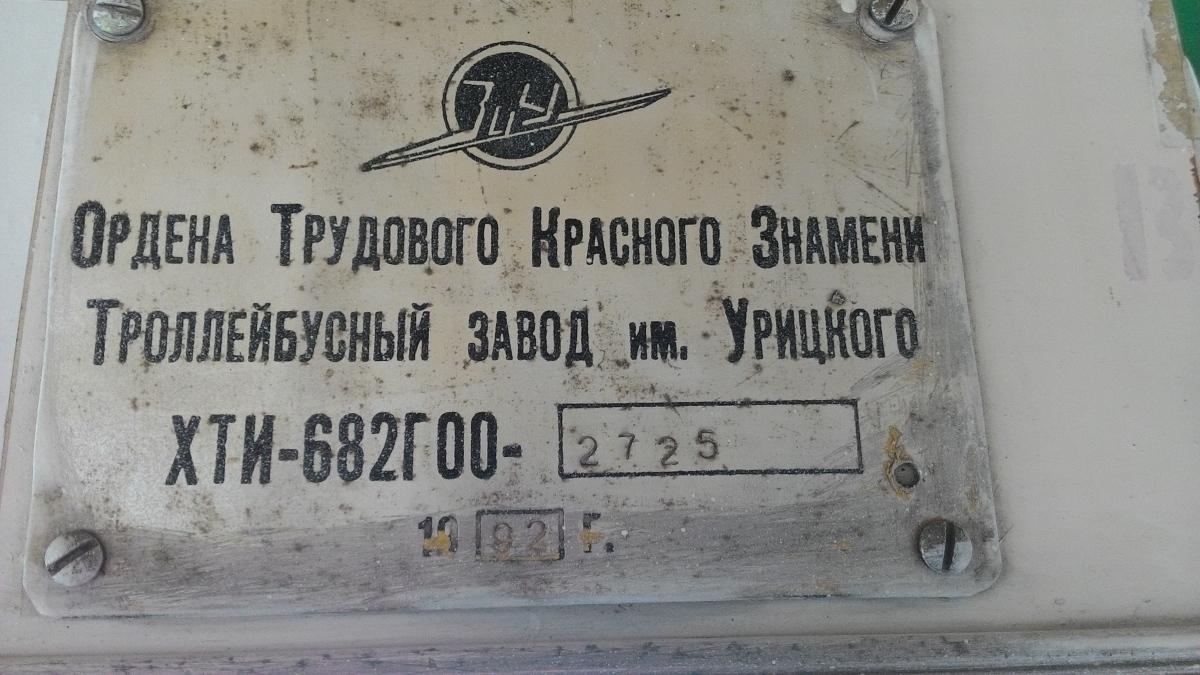 ЗиУ
Ордена Трудового Красного Знамени
Троллейбусный завод им. Урицкого
ХТИ-682Г00- 2725
19 92 г.